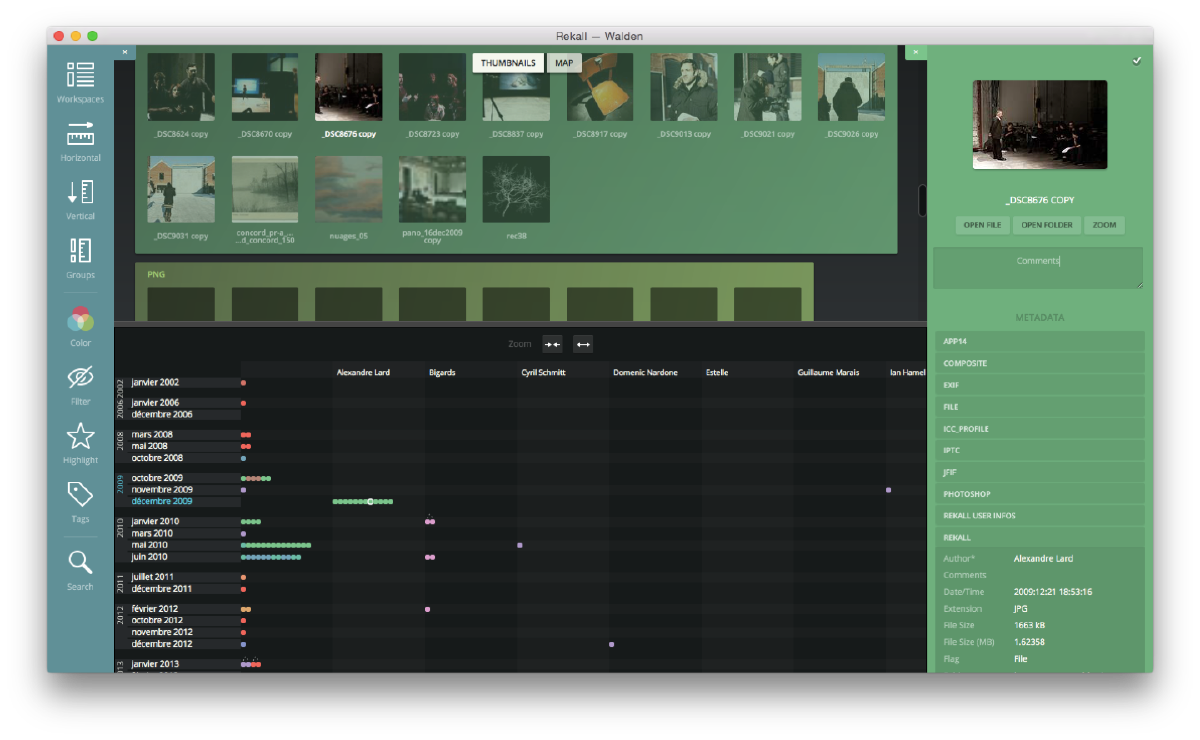 Rekall — Walden
Workspaces
Horizontal
Vertical
Groups
Color
Filter
Highlight
Tags
Search
THUMBNAILS
MAP
_DSC8624 copy
_DSC8670 copy
_DSC8676 copy
_DSC8723 copy
_DSC8837 copy
_DSC8917 copy
_DSC9013 copy
_DSC9021 copy
_DSC9026 copy
_DSC9031 copy
concord_pr-a_...
...d_concord_150
nuages_05
pano_16dec2009
copy
rec38
PNG
Zoom
Alexandre Lard
Bigards
Cyril Schmitt
Domenic Nardone
Estelle
Guillaume Marais
Ian Hamel
2002
janvier 2002
2006
janvier 2006
décembre 2006
2008
mars 2008
mai 2008
octobre 2008
2009
octobre 2009
novembre 2009
décembre 2009
2010
janvier 2010
mars 2010
mai 2010
juin 2010
2011
juillet 2011
décembre 2011
2012
février 2012
octobre 2012
novembre 2012
décembre 2012
janvier 2013
_DSC8676 COPY
OPEN FILE
OPEN FOLDER
ZOOM
Comments
METADATA
APP14
COMPOSITE
EXIF
FILE
ICC_PROFILE
IPTC
JFIF
PHOTOSHOP
REKALL USER INFOS
REKALL
Author* Alexandre Lard
Comments
Date/Time 2009:12:21 18:53:16
Extension JPG
File Size 1663 kB
File Size (MB) 1.62358
Flag File